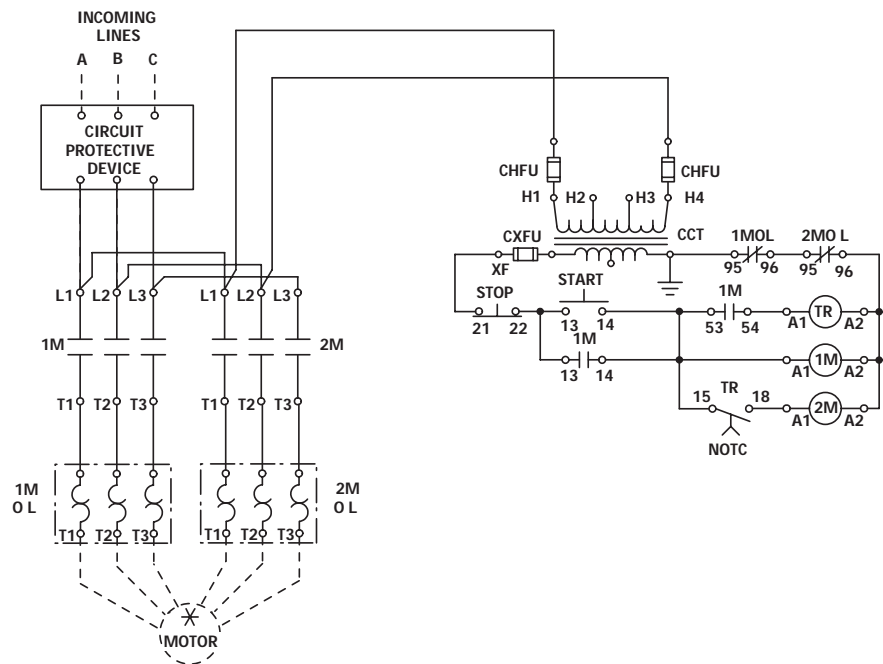 INCOMING
LINES
A B C
CIRCUIT
PROTECTIVE
DEVICE
CHFU CHFU
H1 H2 H3 H4
CXFU CCT 1MOL 2MO L
XF 95 96 95 96
L1 L2 L3 L1 L2 L3
STOP START 1M TR
21 22 13 14 53 54 A1 A2
1M 2M
1M 1M
13 14 A1 A2
TR
15 18 2M
A1 A2
NOTC
T1 T2 T3 T1 T2 T3
1M
O L
2M
O L
T1 T2 T3 T1 T2 T3
MOTOR